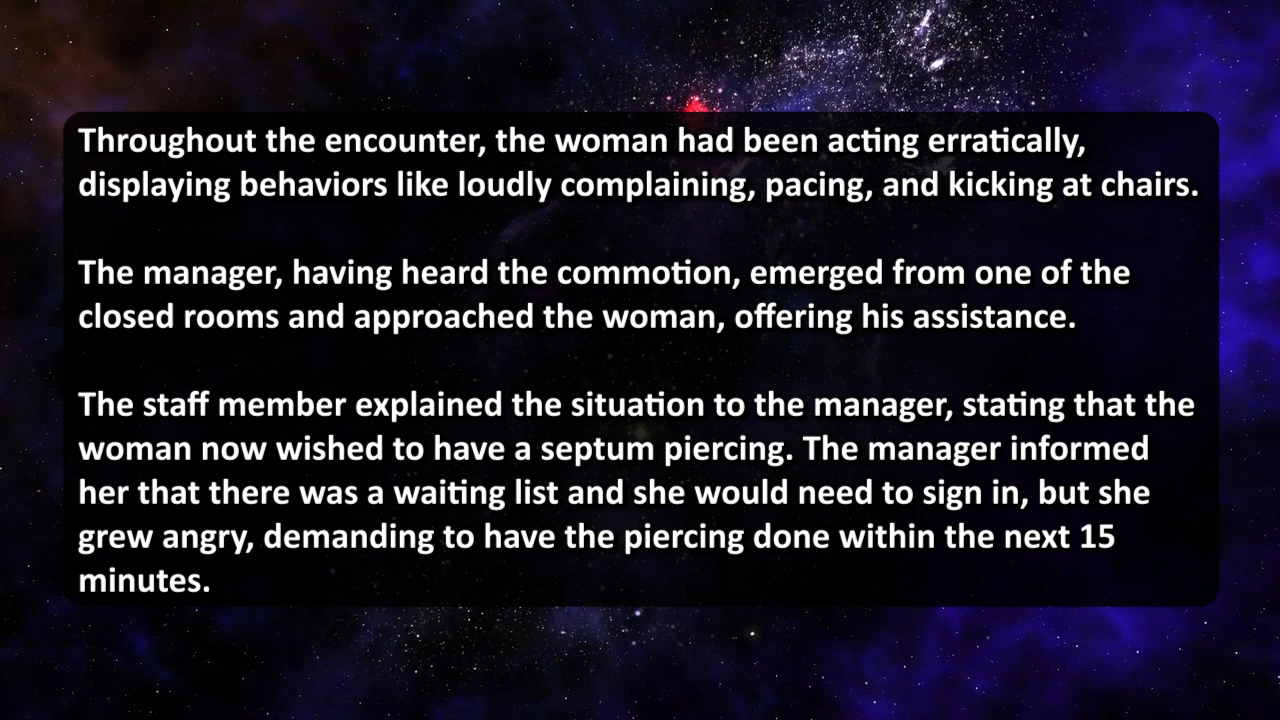 Throughout the encounter, the woman had been acting erratically,
displaying behaviors like loudly complaining, pacing, and kicking at chairs.
The manager, having heard the commotion, emerged from one of the
closed rooms and approached the woman, offering his assistance.
The staff member explained the situation to the manager, stating that the
woman now wished to have a septum piercing. The manager informed
her that there was a waiting list and she would need to sign in, but she
grew angry, demanding to have the piercing done within the next 15
minutes.